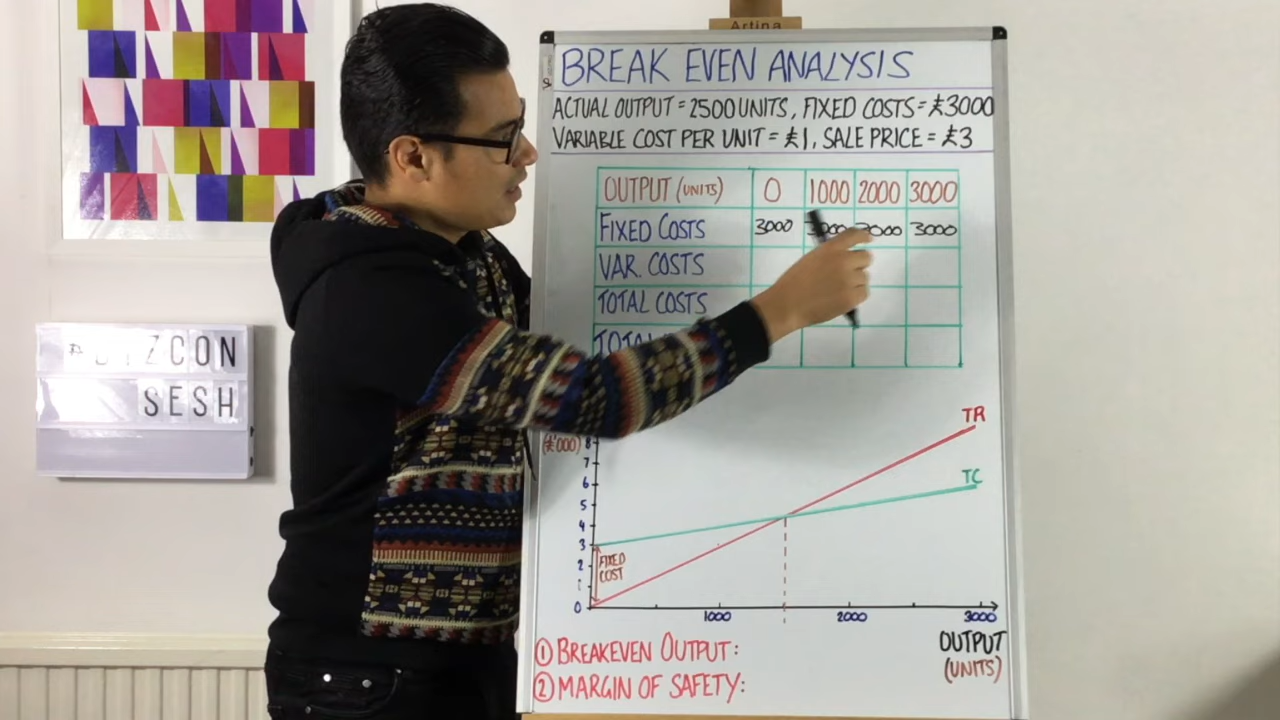 Artina
BREAK EVEN ANALYSIS
ACTUAL OUTPUT = 2500 UNITS, FIXED COSTS = £3000
VARIABLE COST PER UNIT = £1, SALE PRICE = £3
OUTPUT (UNITS) 0 1000 2000 3000
FIXED COSTS 3000 3000 3000
VAR. COSTS
TOTAL COSTS
CON
SESH
TR
(£'000)
8
7
TC
6
5
4
3
FIXED
COST
2
1
0
1000 2000 3000
① BREAKEVEN OUTPUT:
OUTPUT
(UNITS)
② MARGIN OF SAFETY: